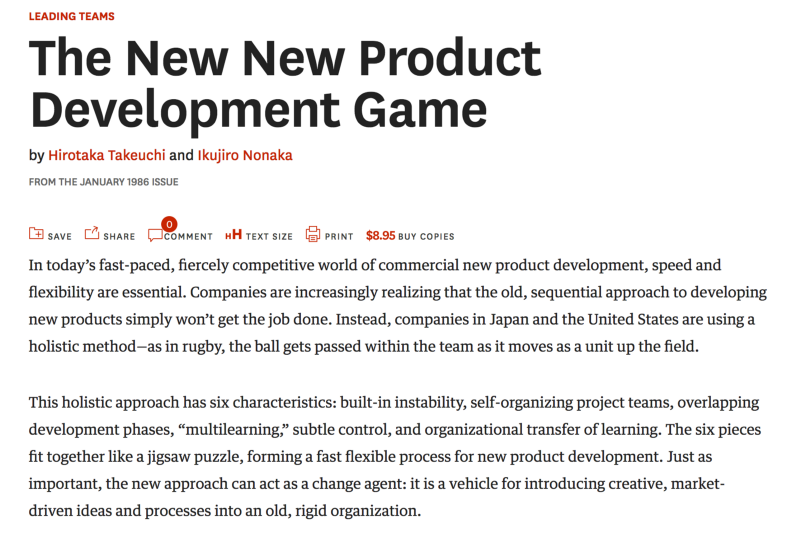 LEADING TEAMS
The New New Product
Development Game
by Hirotaka Takeuchi and Ikujiro Nonaka
FROM THE JANUARY 1986 ISSUE
SAVE SHARE 0 COMMENT HH TEXT SIZE PRINT $8.95 BUY COPIES
In today’s fast-paced, fiercely competitive world of commercial new product development, speed and
flexibility are essential. Companies are increasingly realizing that the old, sequential approach to developing
new products simply won’t get the job done. Instead, companies in Japan and the United States are using a
holistic method—as in rugby, the ball gets passed within the team as it moves as a unit up the field.
This holistic approach has six characteristics: built-in instability, self-organizing project teams, overlapping
development phases, “multilearning,” subtle control, and organizational transfer of learning. The six pieces
fit together like a jigsaw puzzle, forming a fast flexible process for new product development. Just as
important, the new approach can act as a change agent: it is a vehicle for introducing creative, market-
driven ideas and processes into an old, rigid organization.